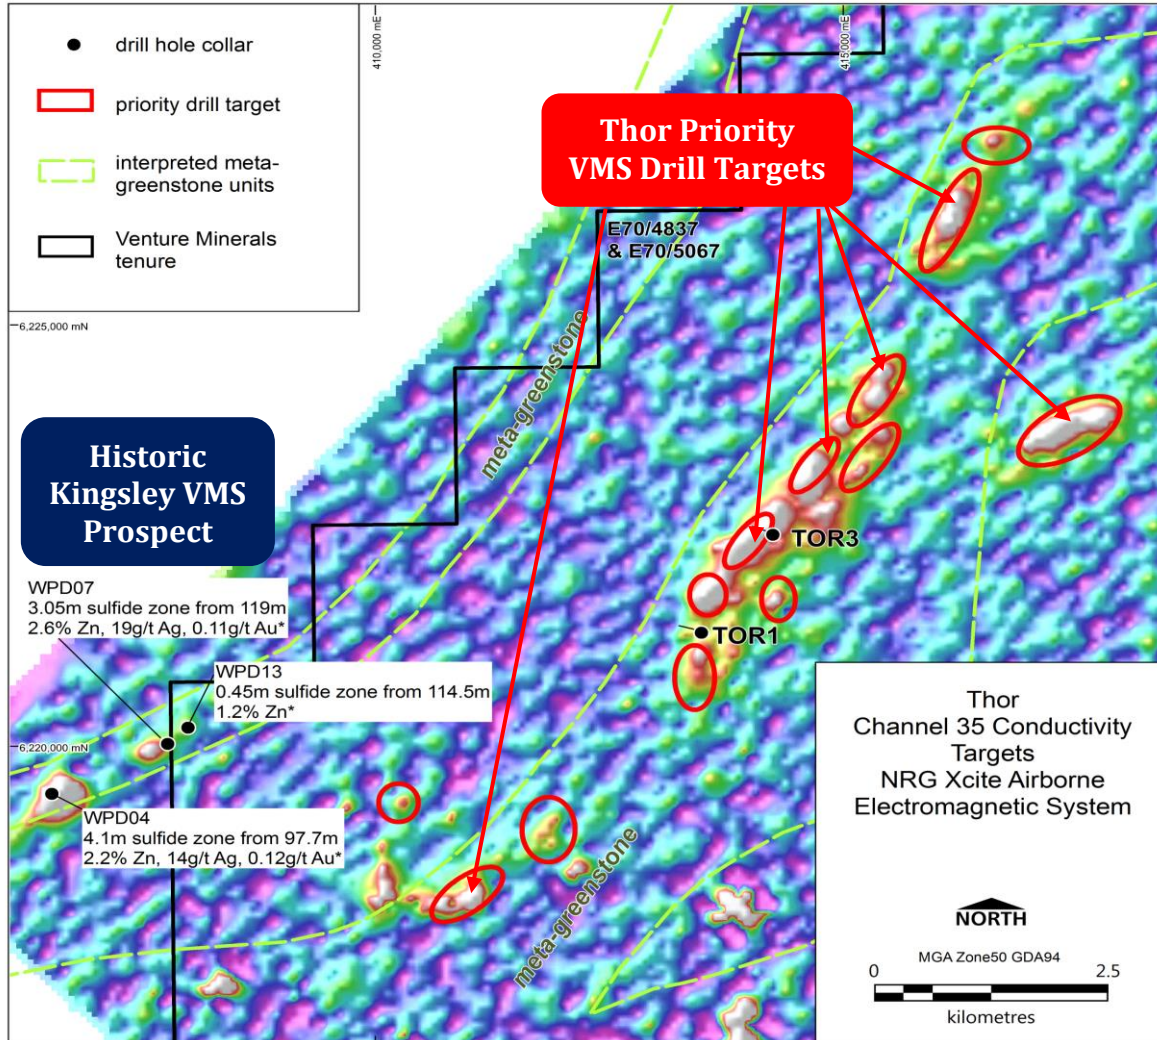 drill hole collar
priority drill target
interpreted meta-
greenstone units
Venture Minerals
tenure
410,000 mE
415,000 mE
Thor Priority
VMS Drill Targets
E70/4837
& E70/5067
6,225,000 mN
meta-greenstone
Historic
Kingsley VMS
Prospect
TOR3
TOR1
WPD07
3.05m sulfide zone from 119m
2.6% Zn, 19g/t Ag, 0.11g/t Au*
WPD13
0.45m sulfide zone from 114.5m
1.2% Zn*
6,220,000 mN
WPD04
4.1m sulfide zone from 97.7m
2.2% Zn, 14g/t Ag, 0.12g/t Au*
meta-greenstone
Thor
Channel 35 Conductivity
Targets
NRG Xcite Airborne
Electromagnetic System
NORTH
MGA Zone50 GDA94
0 2.5
kilometres